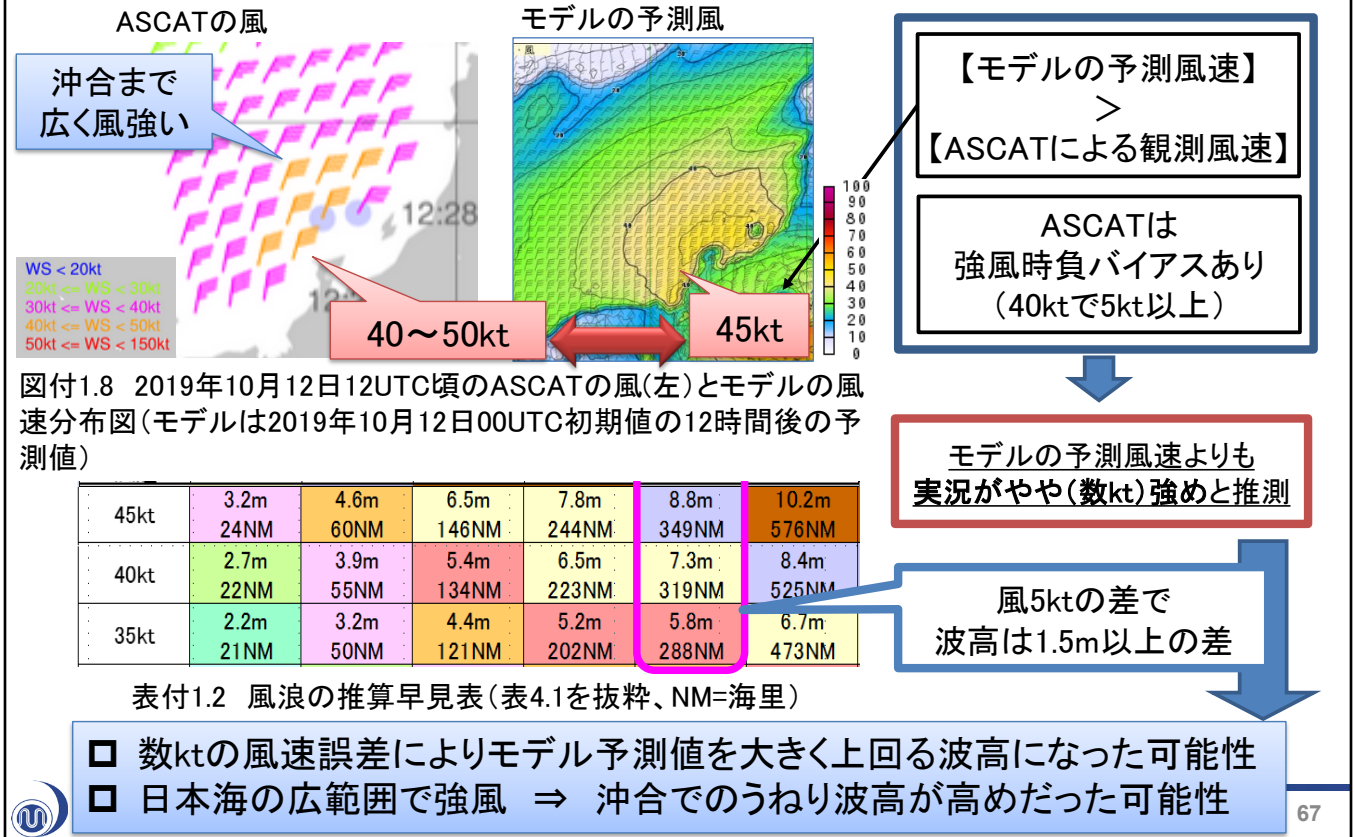 ASCATの風
モデルの予測風
沖合まで
広く風強い
12:28
WS < 20kt
20kt <= WS < 30kt
30kt <= WS < 40kt
40kt <= WS < 50kt
50kt <= WS < 150kt
40～50kt
風
100
90
80
70
60
50
40
30
20
10
0
45kt
【モデルの予測風速】
＞
【ASCATによる観測風速】
ASCATは
強風時負バイアスあり
（40ktで5kt以上）
図付1.8 2019年10月12日12UTC頃のASCATの風(左)とモデルの風
速分布図（モデルは2019年10月12日00UTC初期値の12時間後の予
測値）
モデルの予測風速よりも
実況がやや（数kt）強めと推測
45kt 3.2m 4.6m 6.5m 7.8m 8.8m 10.2m
24NM 60NM 146NM 244NM 349NM 576NM
40kt 2.7m 3.9m 5.4m 6.5m 7.3m 8.4m
22NM 55NM 134NM 223NM 319NM 525NM
35kt 2.2m 3.2m 4.4m 5.2m 5.8m 6.7m
21NM 50NM 121NM 202NM 288NM 473NM
風5ktの差で
波高は1.5m以上の差
表付1.2 風浪の推算早見表（表4.1を抜粋、NM=海里）
数ktの風速誤差によりモデル予測値を大きく上回る波高になった可能性
日本海の広範囲で強風 ⇒ 沖合でのうねり波高が高めだった可能性
67